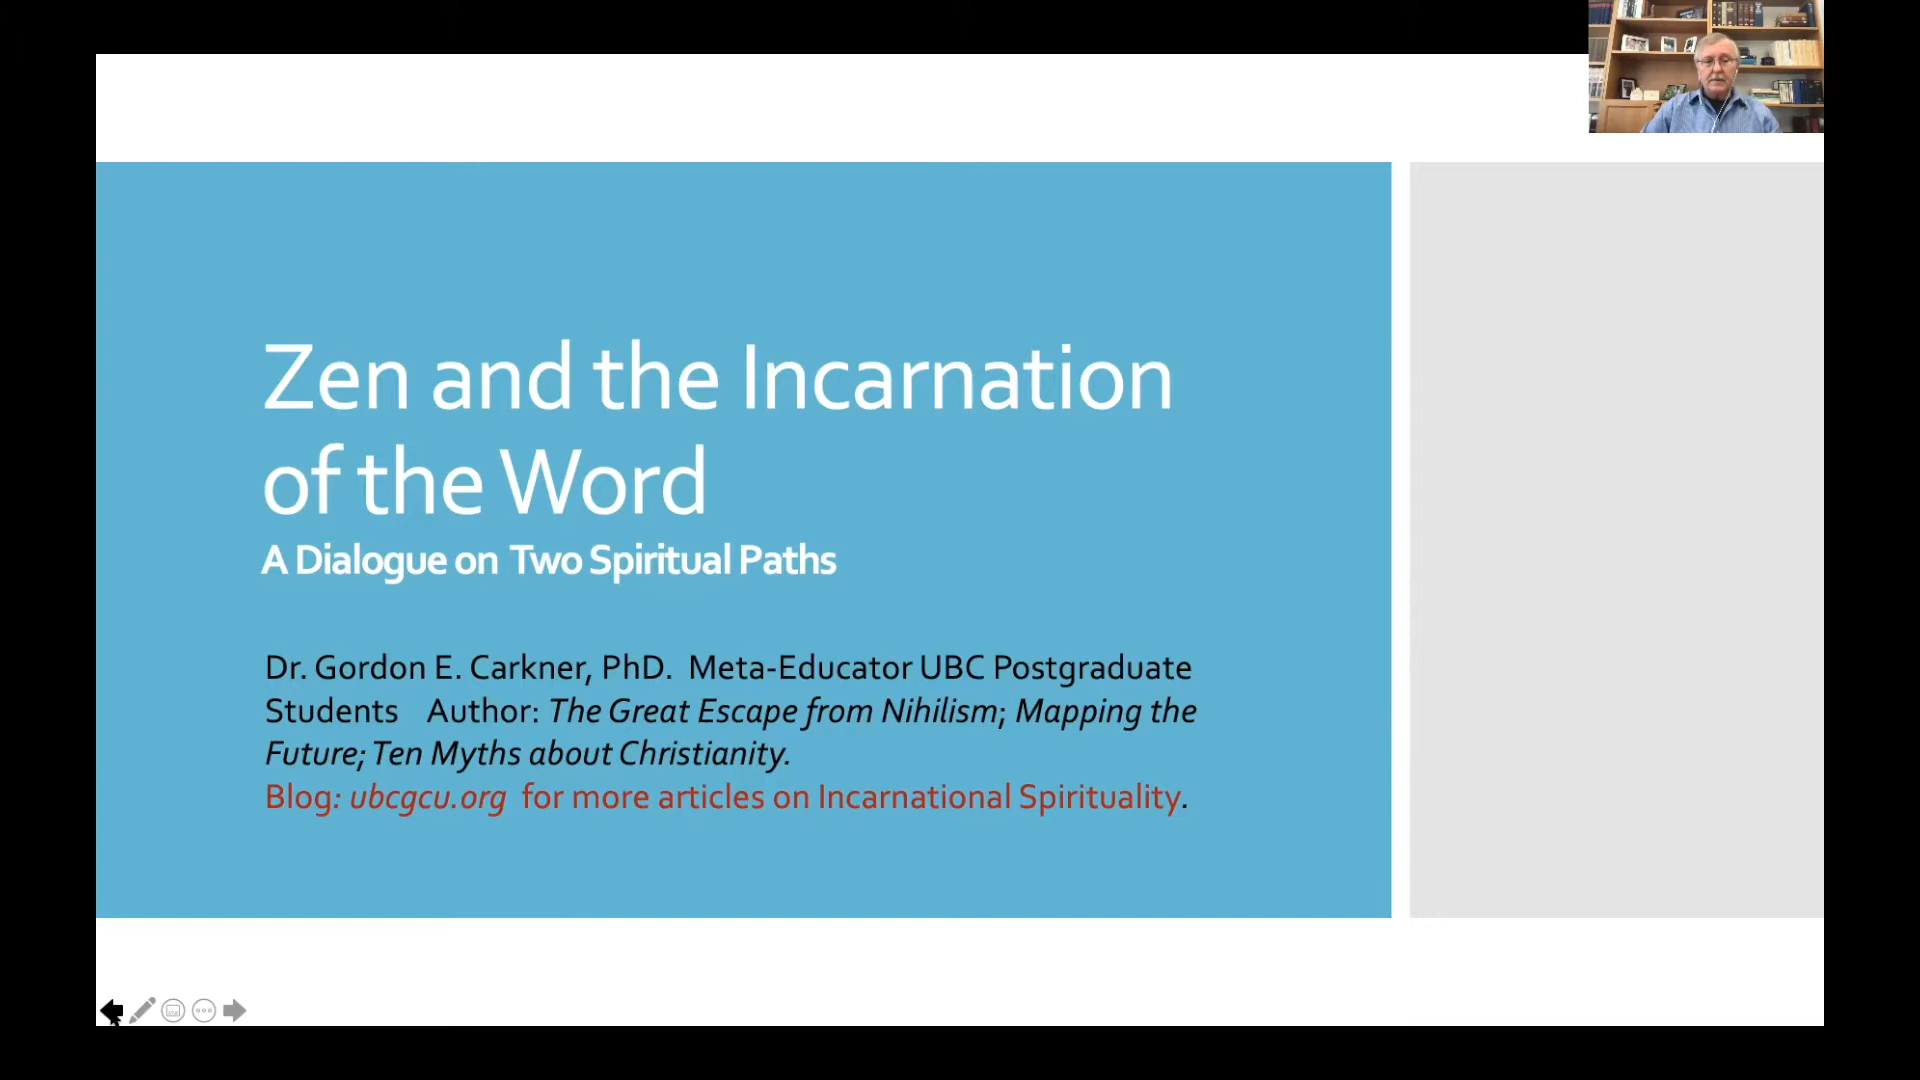 Zen and the Incarnation
of the Word
A Dialogue on Two Spiritual Paths
Dr. Gordon E. Carkner, PhD. Meta-Educator UBC Postgraduate
Students Author: The Great Escape from Nihilism; Mapping the
Future; Ten Myths about Christianity.
Blog: ubcgcu.org for more articles on Incarnational Spirituality.